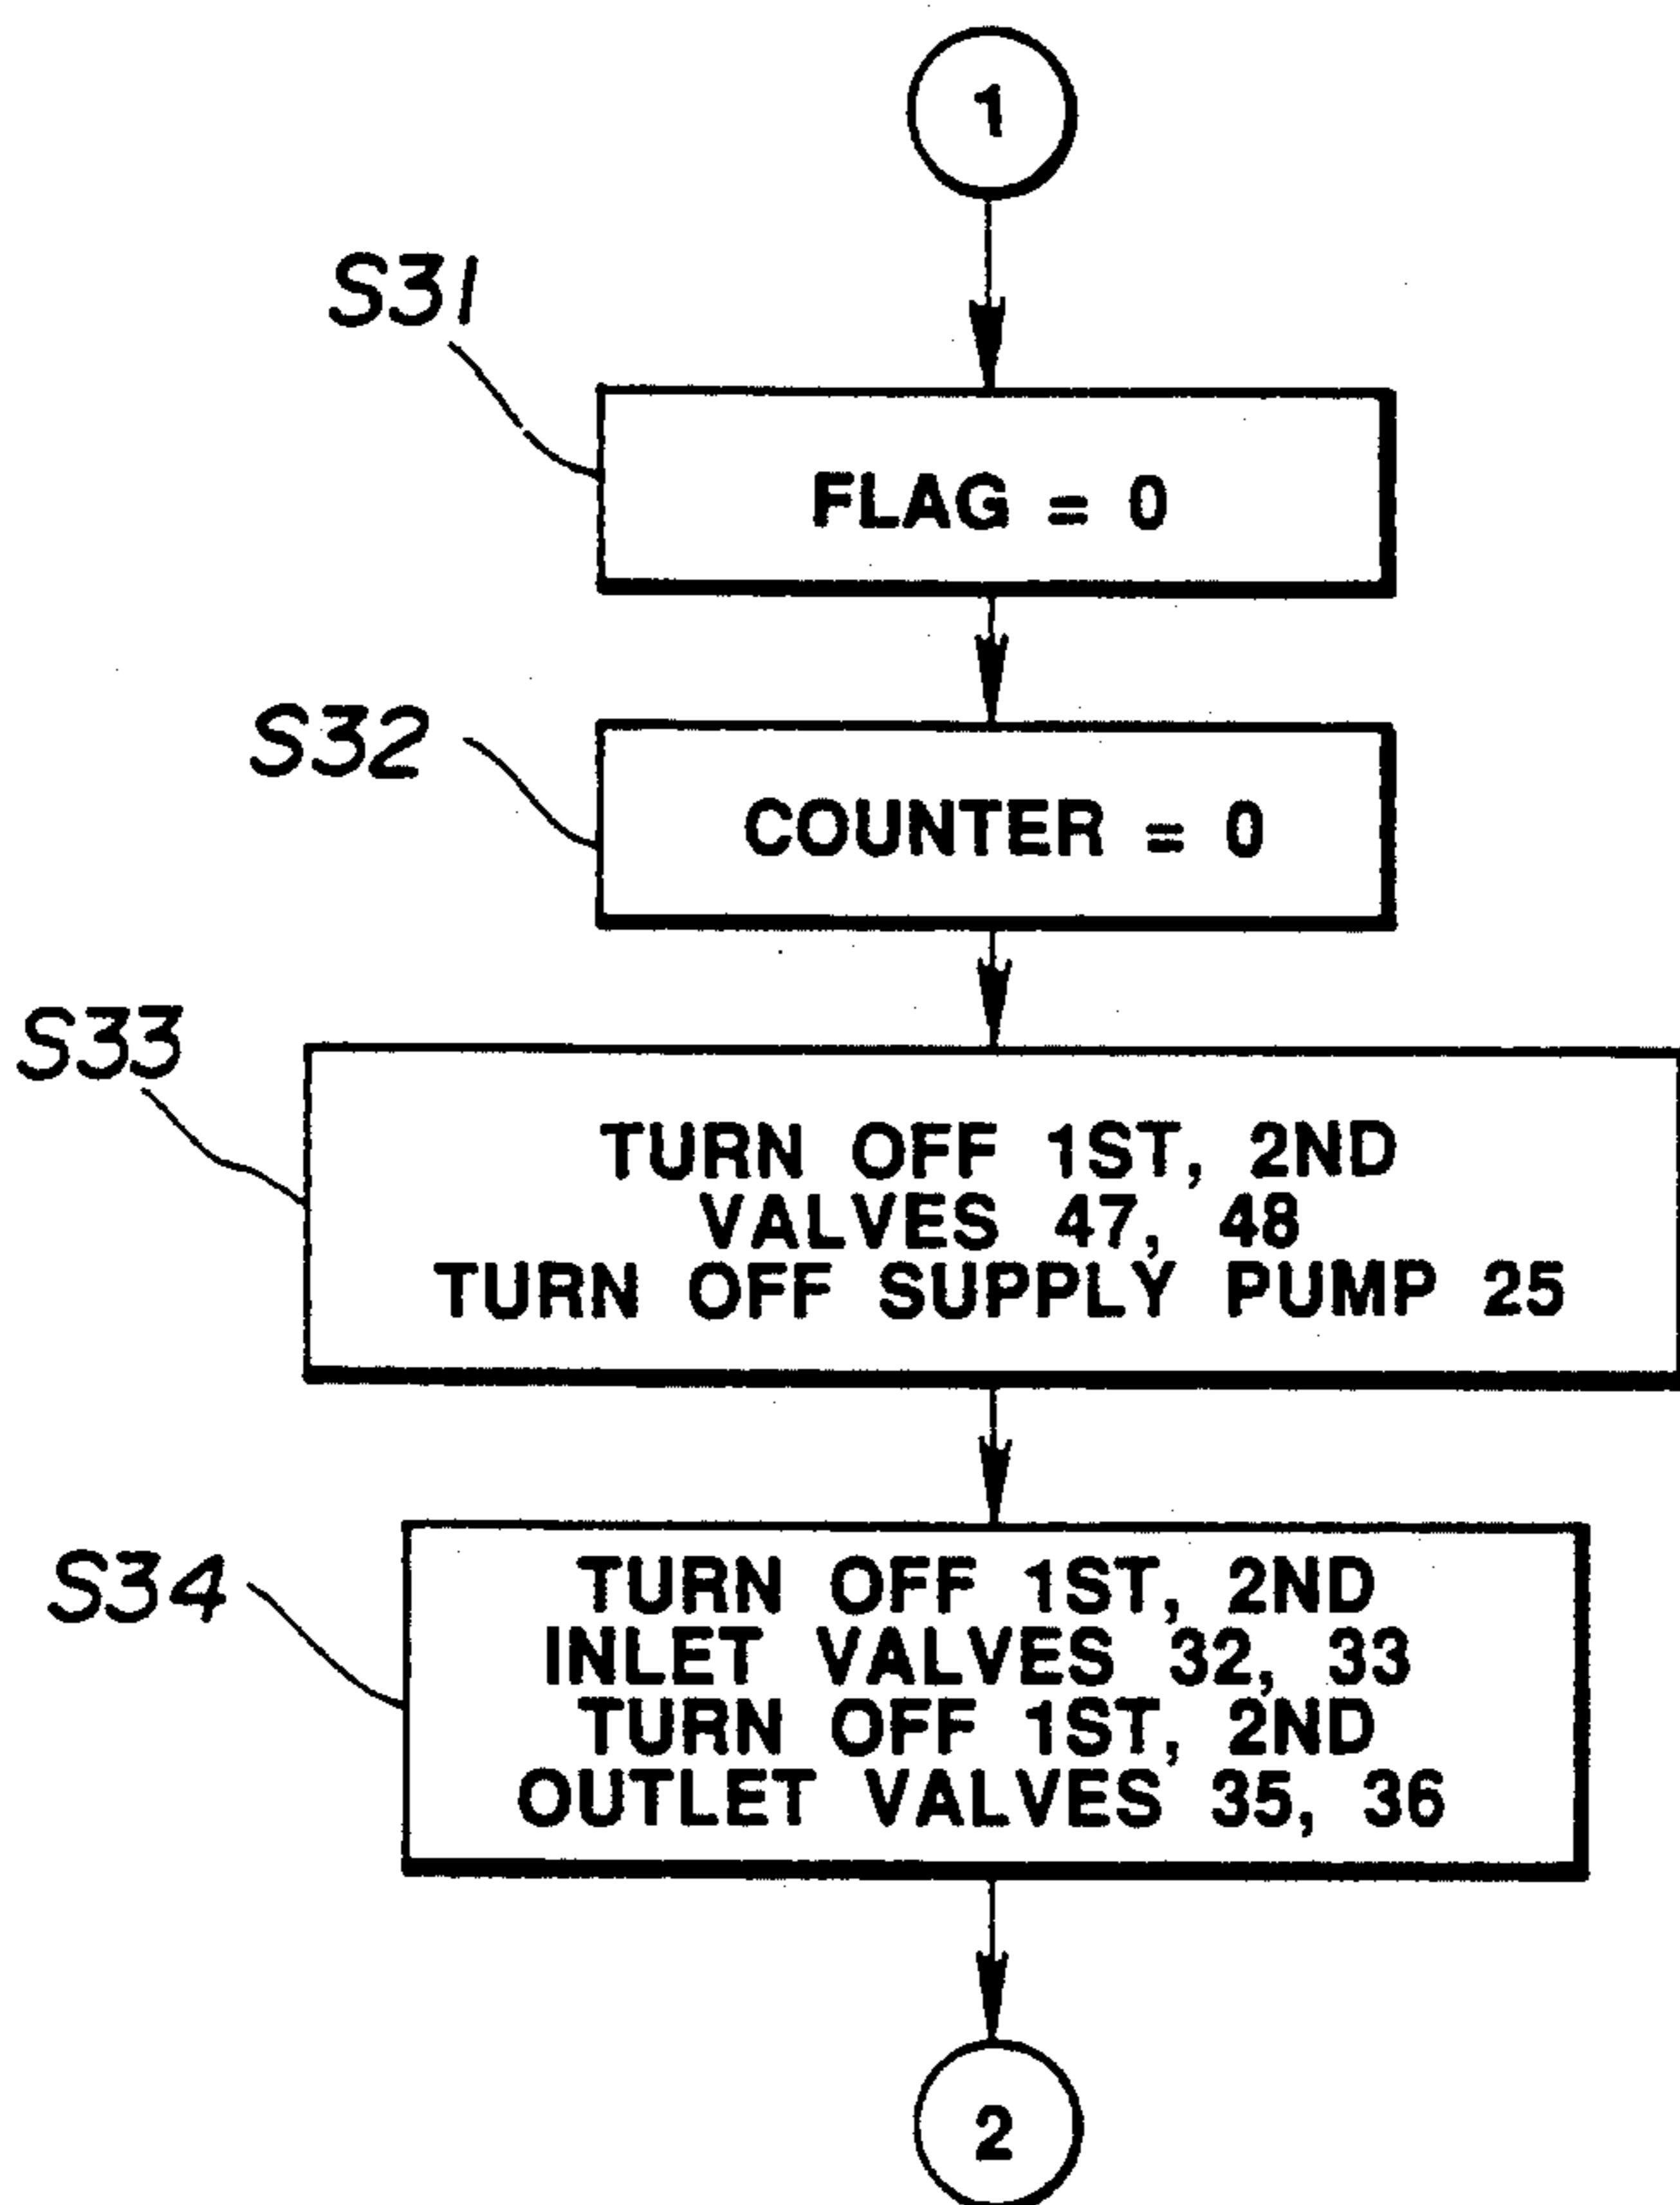 1
S31
FLAG = 0
S32
COUNTER = 0
S33
TURN OFF 1ST, 2ND
VALVES 47, 48
TURN OFF SUPPLY PUMP 25
S34
TURN OFF 1ST, 2ND
INLET VALVES 32, 33
TURN OFF 1ST, 2ND
OUTLET VALVES 35, 36
2